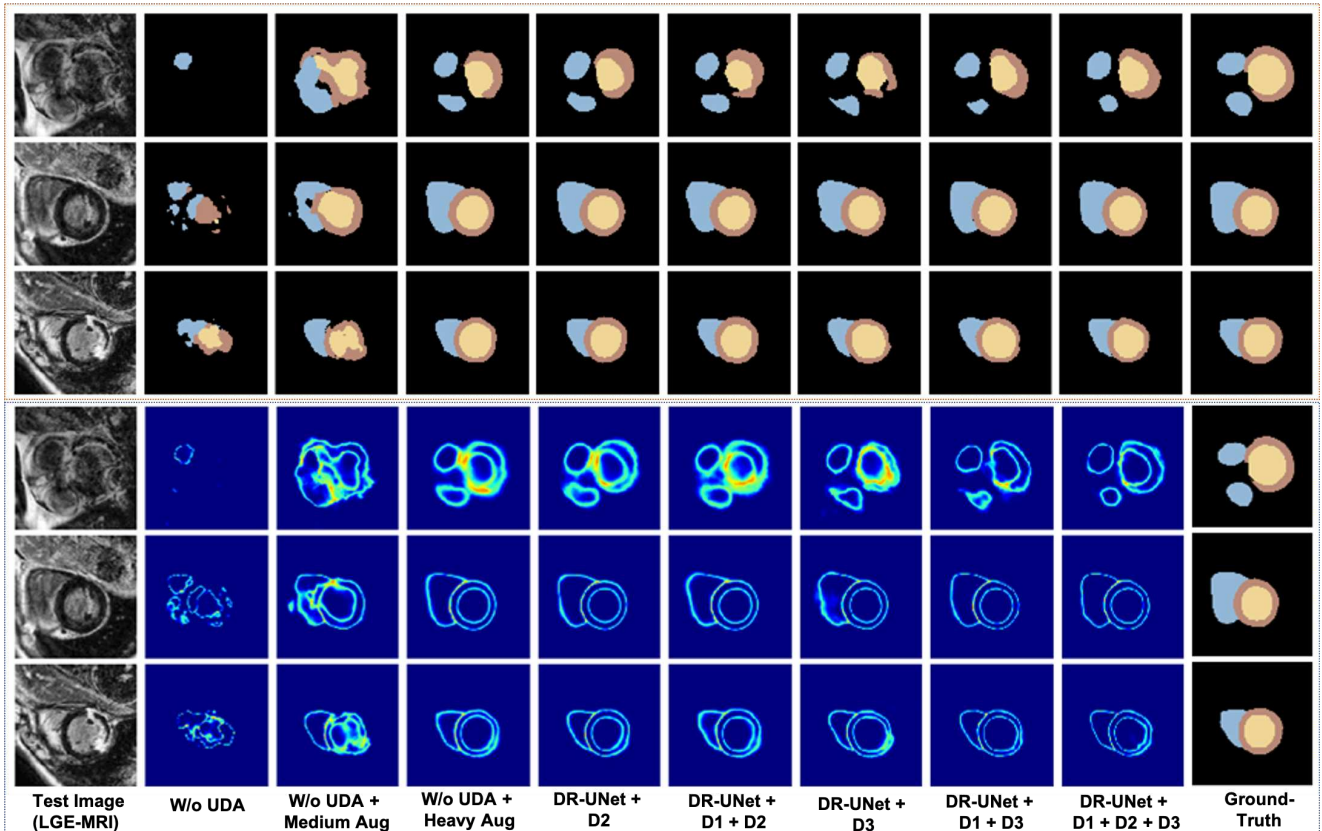 Test Image
(LGE-MRI)
W/o UDA
W/o UDA +
Medium Aug
W/o UDA +
Heavy Aug
DR-UNet +
D2
DR-UNet +
D1 + D2
DR-UNet +
D3
DR-UNet +
D1 + D3
DR-UNet +
D1 + D2 + D3
Ground-
Truth